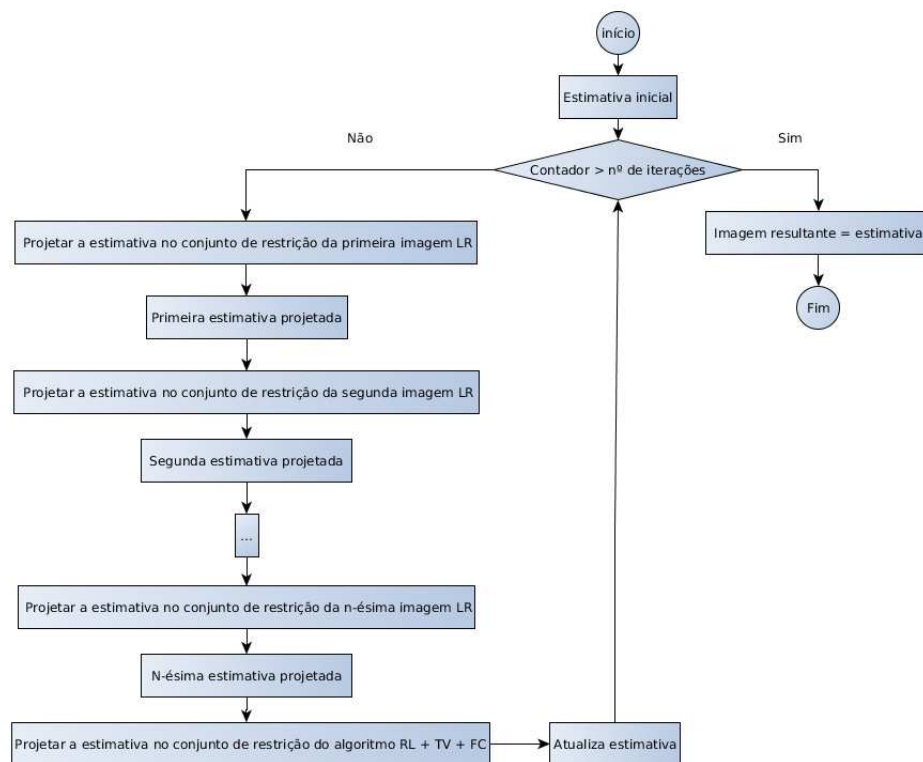 início
Estimativa inicial
Não
Sim
Contador > nº de iterações
Projetar a estimativa no conjunto de restrição da primeira imagem LR
Imagem resultante = estimativa
Primeira estimativa projetada
Fim
Projetar a estimativa no conjunto de restrição da segunda imagem LR
Segunda estimativa projetada
...
Projetar a estimativa no conjunto de restrição da n-ésima imagem LR
N-ésima estimativa projetada
Projetar a estimativa no conjunto de restrição do algoritmo RL + TV + FC
Atualiza estimativa